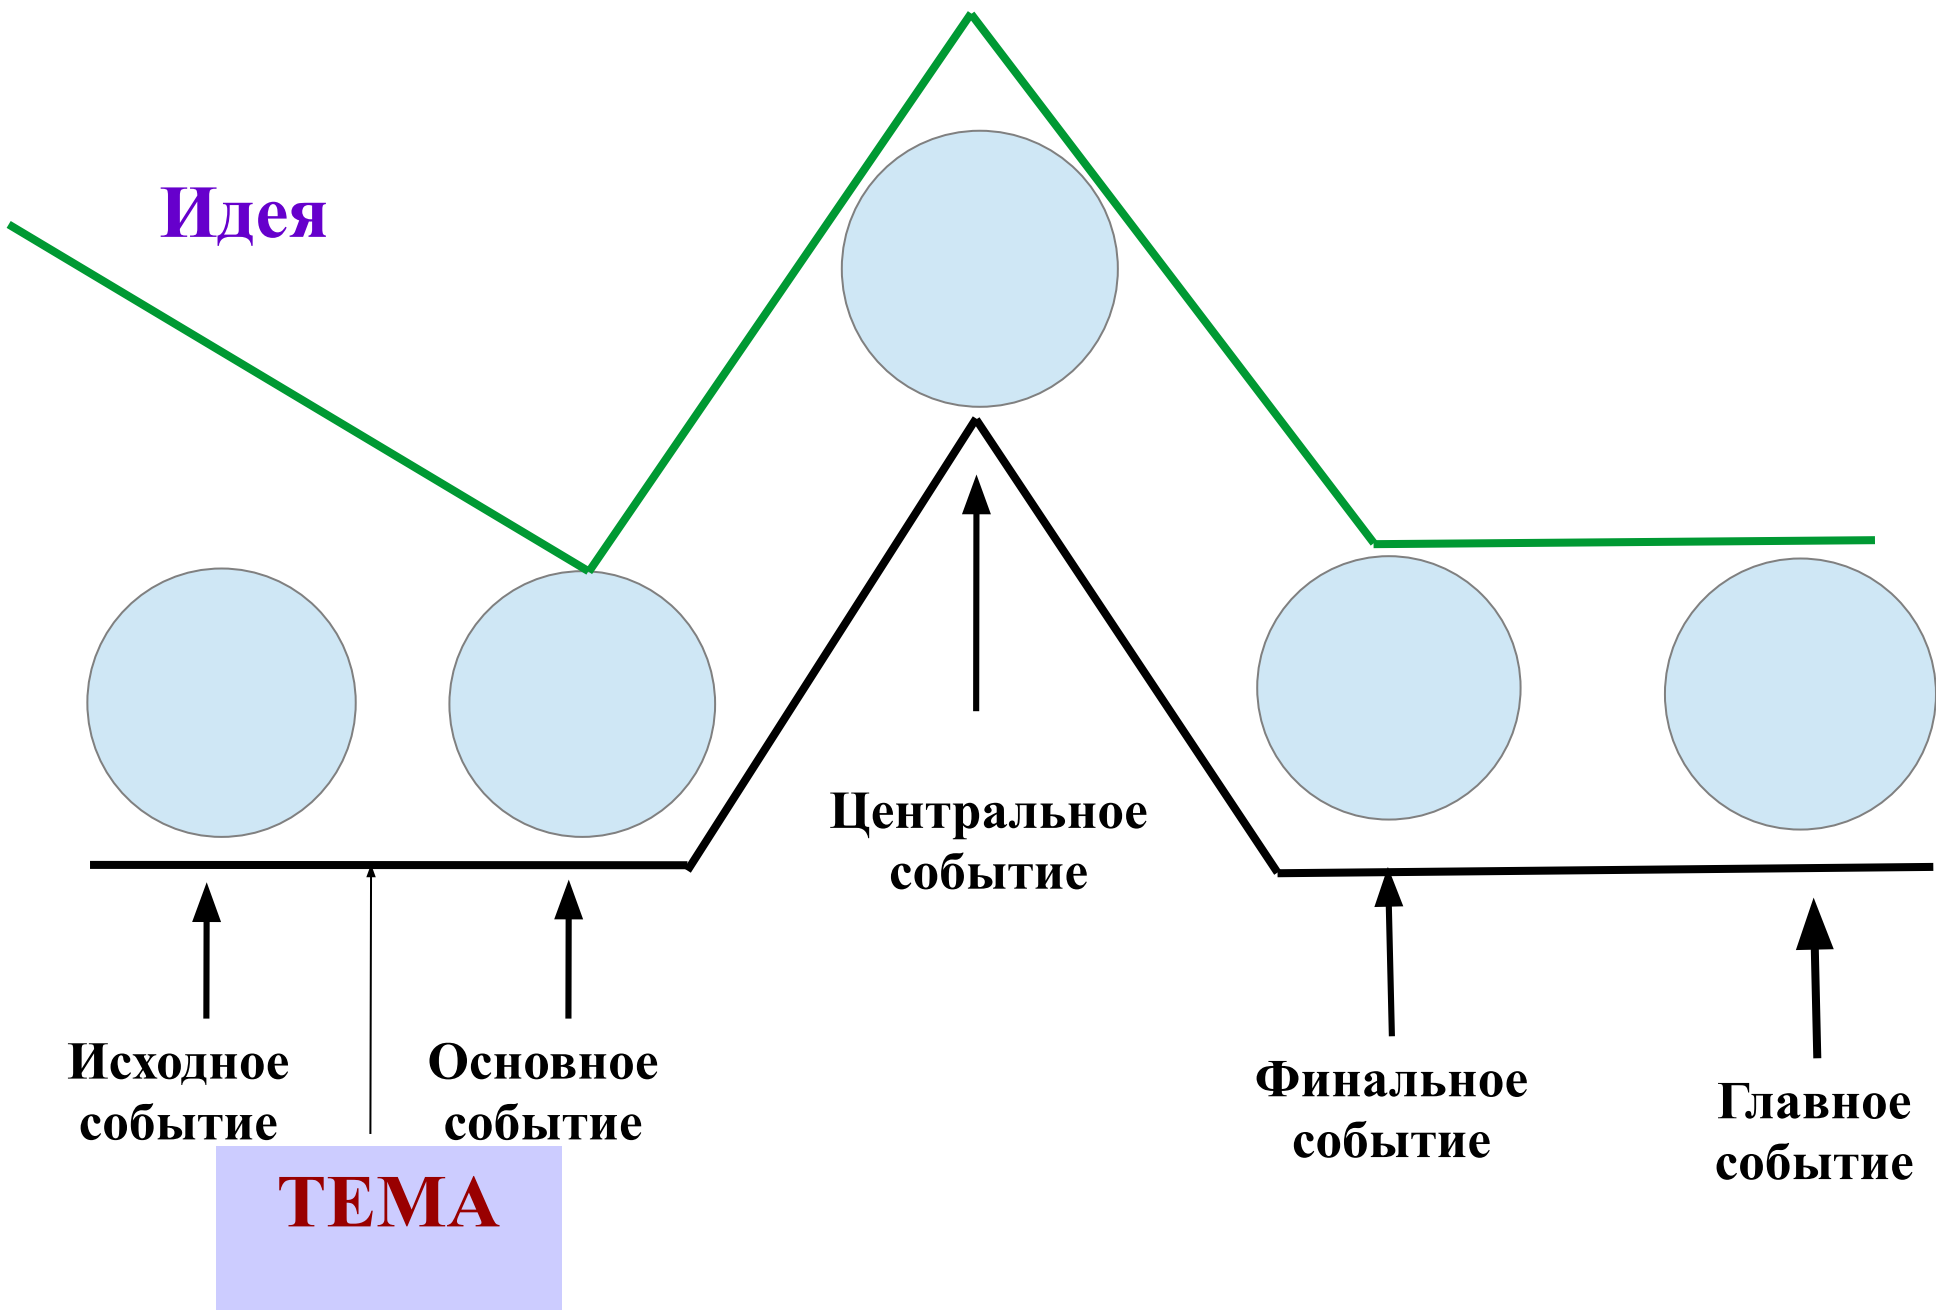 Идея
Центральное
событие
Исходное
событие
Основное
событие
Финальное
событие
Главное
событие
ТЕМА